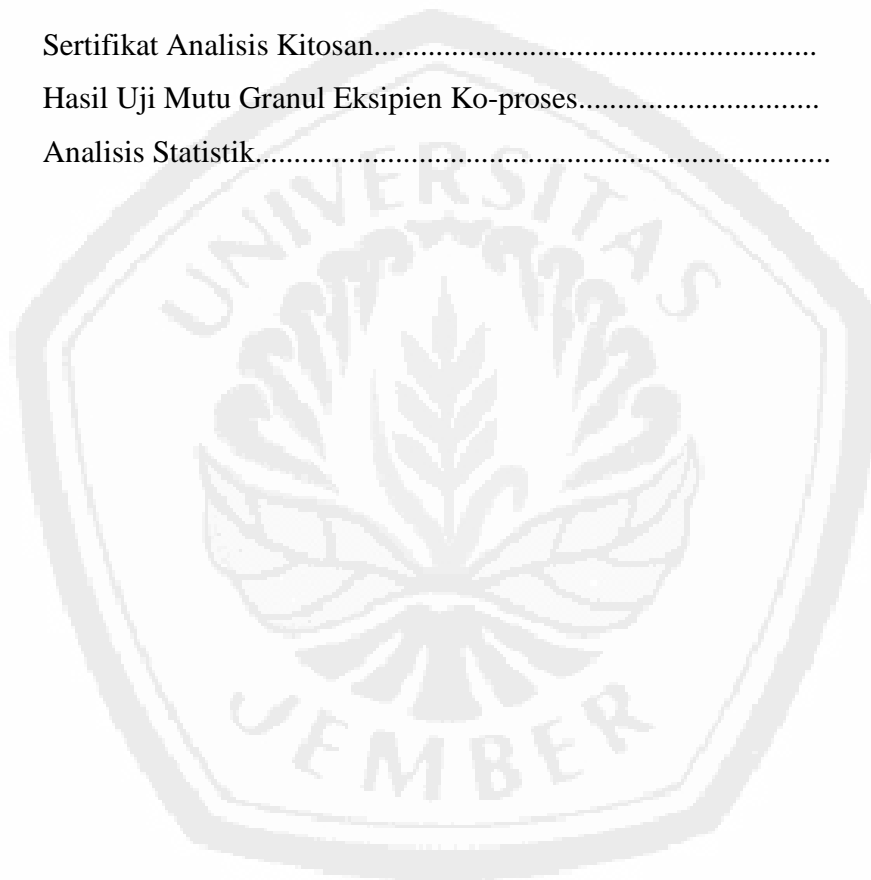 Sertifikat Analisis Kitosan.........................................................
Hasil Uji Mutu Granul Eksipien Ko-proses...............................
Analisis Statistik..........................................................................
UNIVERSITAS
JEMBER